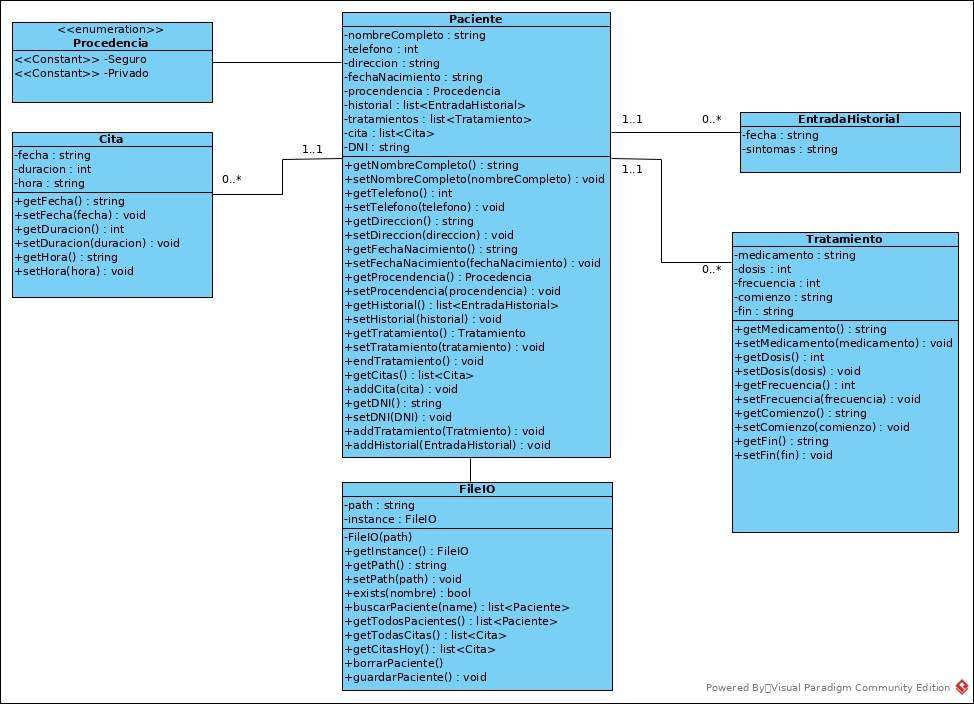 <<enumeration>>
Procedencia
<<Constant>> -Seguro
<<Constant>> -Privado
Cita
-fecha : string
-duracion : int
-hora : string
+getFecha() : string
+setFecha(fecha) : void
+getDuracion() : int
+setDuracion(duracion) : void
+getHora() : string
+setHora(hora) : void
1..1
0..*
Paciente
-nombreCompleto : string
-telefono : int
-direccion : string
-fechaNacimiento : string
-procendencia : Procedencia
-historial : list<EntradaHistorial>
-tratamientos : list<Tratamiento>
-cita : list<Cita>
-DNI : string
+getNombreCompleto() : string
+setNombreCompleto(nombreCompleto) : void
+getTelefono() : int
+setTelefono(telefono) : void
+getDireccion() : string
+setDireccion(direccion) : void
+getFechaNacimiento() : string
+setFechaNacimiento(fechaNacimiento) : void
+getProcendencia() : Procedencia
+setProcendencia(procendencia) : void
+getHistorial() : list<EntradaHistorial>
+setHistorial(historial) : void
+getTratamiento() : Tratamiento
+setTratamiento(tratamiento) : void
+endTratamiento() : void
+getCitas() : list<Cita>
+addCita(cita) : void
+getDNI() : string
+setDNI(DNI) : void
+addTratamiento(Tratmiento) : void
+addHistorial(EntradaHistorial) : void
1..1
0..*
EntradaHistorial
-fecha : string
-sintomas : string
1..1
0..*
Tratamiento
-medicamento : string
-dosis : int
-frecuencia : int
-comienzo : string
-fin : string
+getMedicamento() : string
+setMedicamento(medicamento) : void
+getDosis() : int
+setDosis(dosis) : void
+getFrecuencia() : int
+setFrecuencia(frecuencia) : void
+getComienzo() : string
+setComienzo(comienzo) : void
+getFin() : string
+setFin(fin) : void
FileIO
-path : string
-instance : FileIO
-FileIO(path)
+getInstance() : FileIO
+getPath() : string
+setPath(path) : void
+exists(nombre) : bool
+buscarPaciente(name) : list<Paciente>
+getTodosPacientes() : list<Paciente>
+getTodasCitas() : list<Cita>
+getCitasHoy() : list<Cita>
+borrarPaciente()
+guardarPaciente() : void
Powered By Visual Paradigm Community Edition